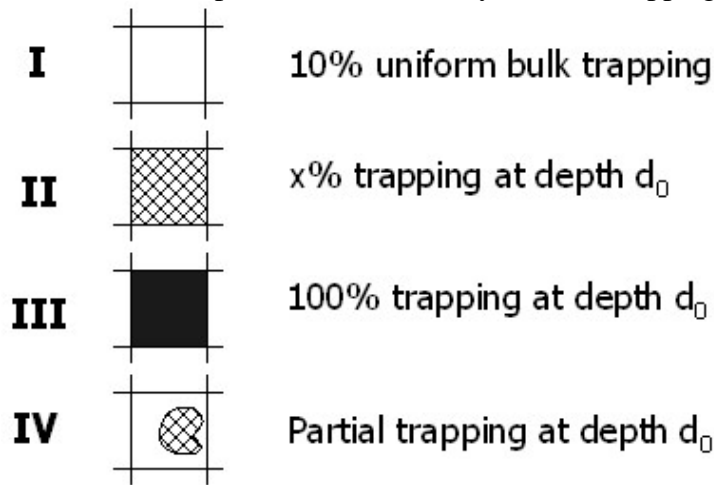 I 10% uniform bulk trapping
II x% trapping at depth d₀
III 100% trapping at depth d₀
IV Partial trapping at depth d₀